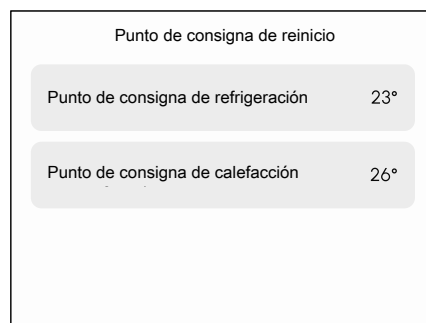 Punto de consigna de reinicio
Punto de consigna de refrigeración 23°
Punto de consigna de calefacción 26°